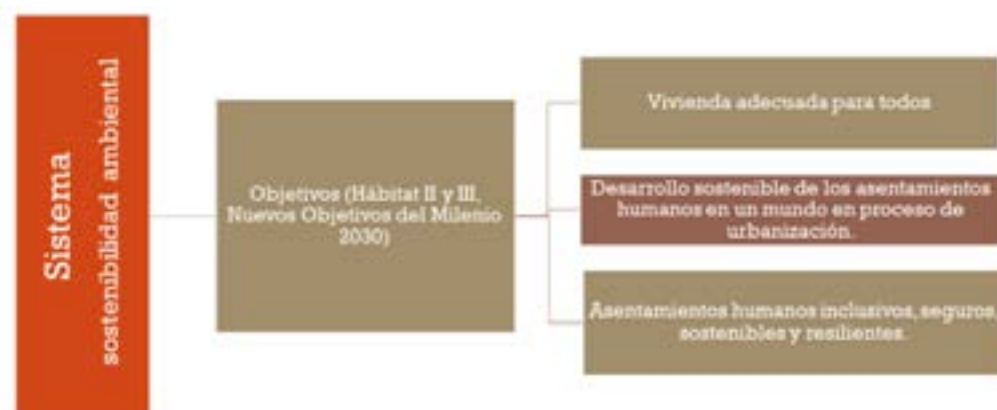 Sistema
sostenibilidad ambiental
Objetivos (Hábitat II y III,
Nuevos Objetivos del Milenio
2030)
Vivienda adecuada para todos
Desarrollo sostenible de los asentamientos
humanos en un mundo en proceso de
urbanización.
Asentamientos humanos inclusivos, seguros,
sostenibles y resilientes.